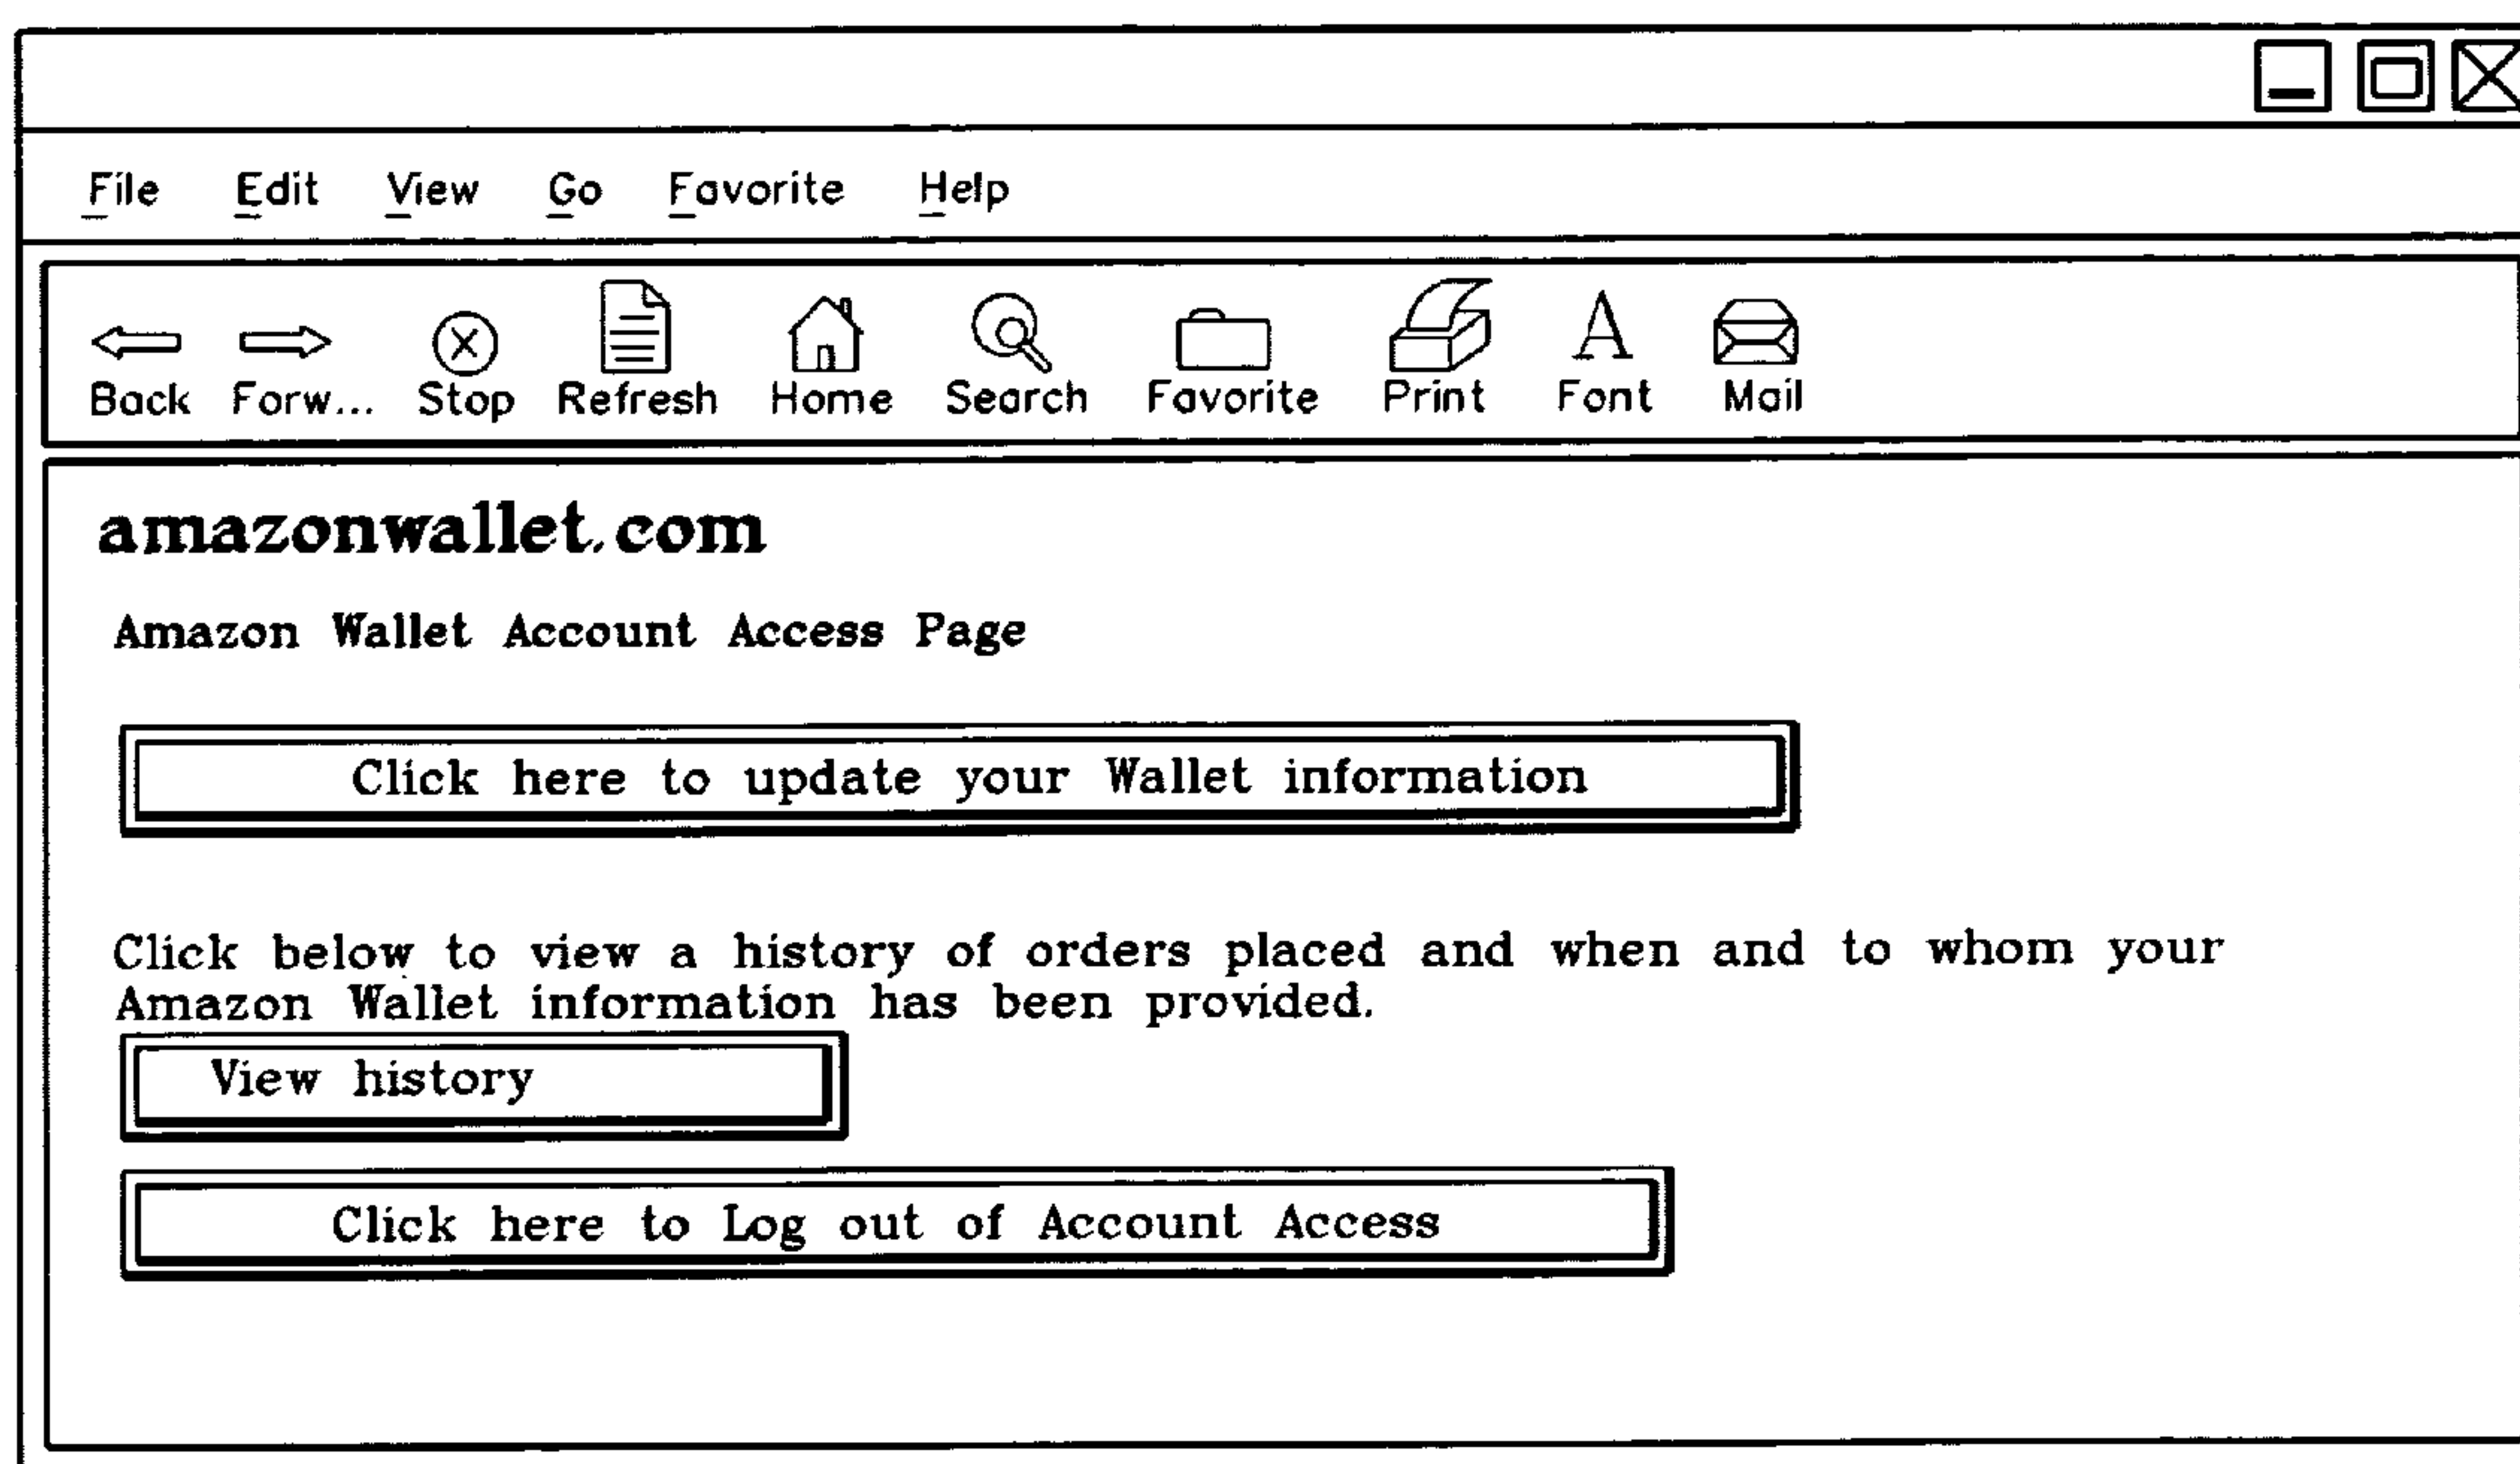 File Edit View Go Favorite Help
Back Forw... Stop Refresh Home Search Favorite Print Font Mail
amazonwallet.com
Amazon Wallet Account Access Page
Click here to update your Wallet information
Click below to view a history of orders placed and when and to whom your
Amazon Wallet information has been provided.
View history
Click here to Log out of Account Access